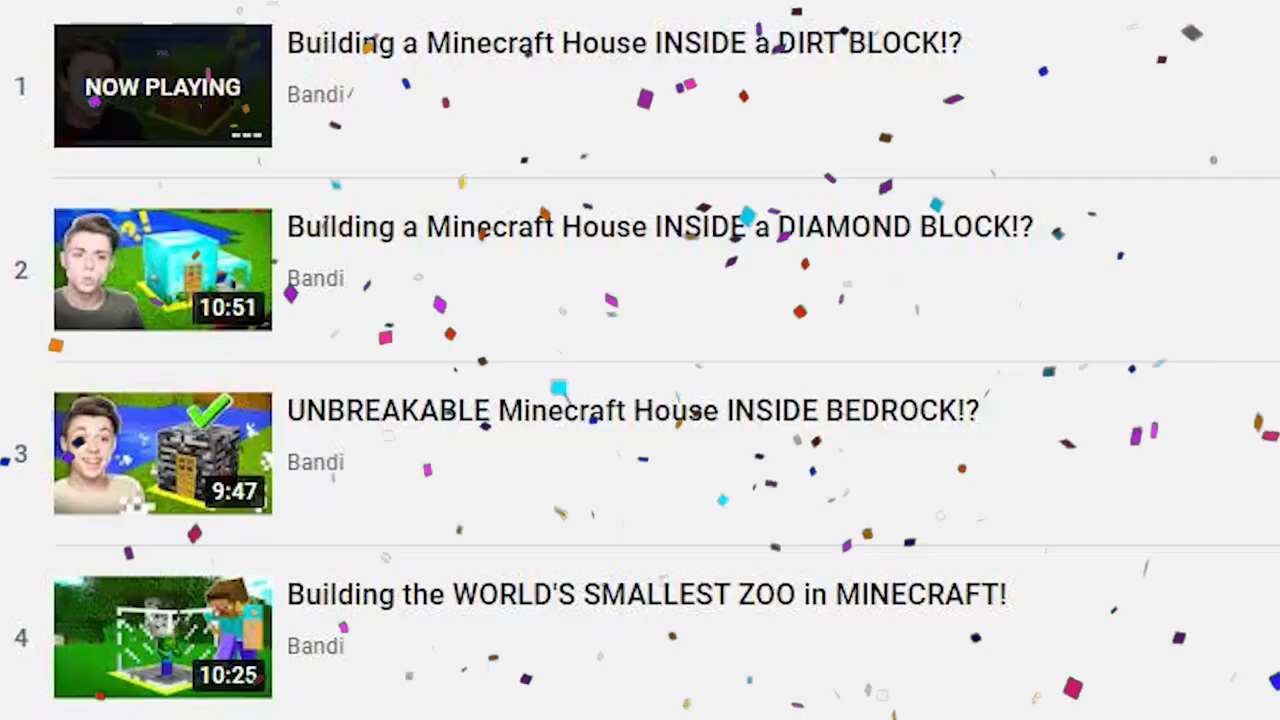 1
NOW PLAYING
Building a Minecraft House INSIDE a DIRT BLOCK!?
Bandi
2
10:51
Building a Minecraft House INSIDE a DIAMOND BLOCK!?
Bandi
3
9:47
UNBREAKABLE Minecraft House INSIDE BEDROCK!?
Bandi
4
10:25
Building the WORLD'S SMALLEST ZOO in MINECRAFT!
Bandi